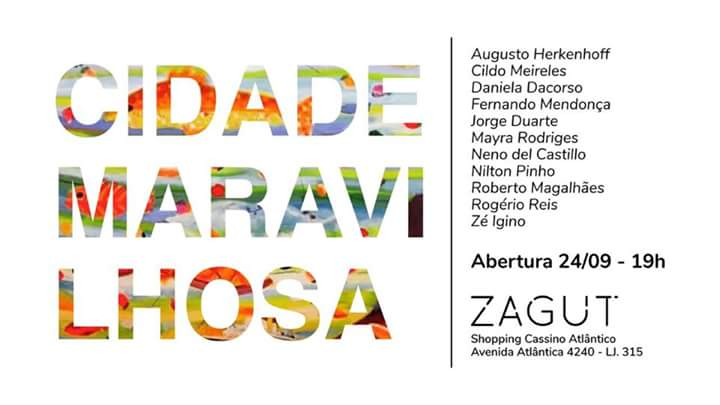 CIDADE
MARAVI
LHOSA
Augusto Herkenhoff
Cildo Meireles
Daniela Dacorso
Fernando Mendonça
Jorge Duarte
Mayra Rodriges
Neno del Castillo
Nilton Pinho
Roberto Magalhães
Rogério Reis
Zé Igino
Abertura 24/09 - 19h
ZAGUT
Shopping Cassino Atlântico
Avenida Atlântica 4240 - LJ. 315